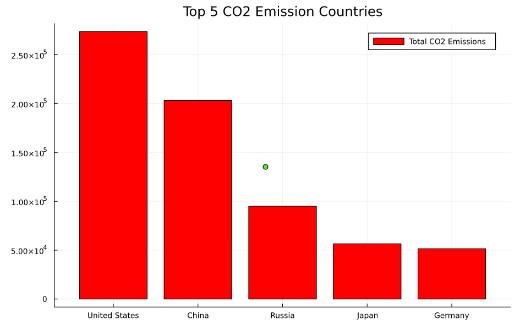 Top 5 CO2 Emission Countries
Total CO2 Emissions
2.50×10⁵
2.00×10⁵
1.50×10⁵
1.00×10⁵
5.00×10⁴
0
United States China Russia Japan Germany